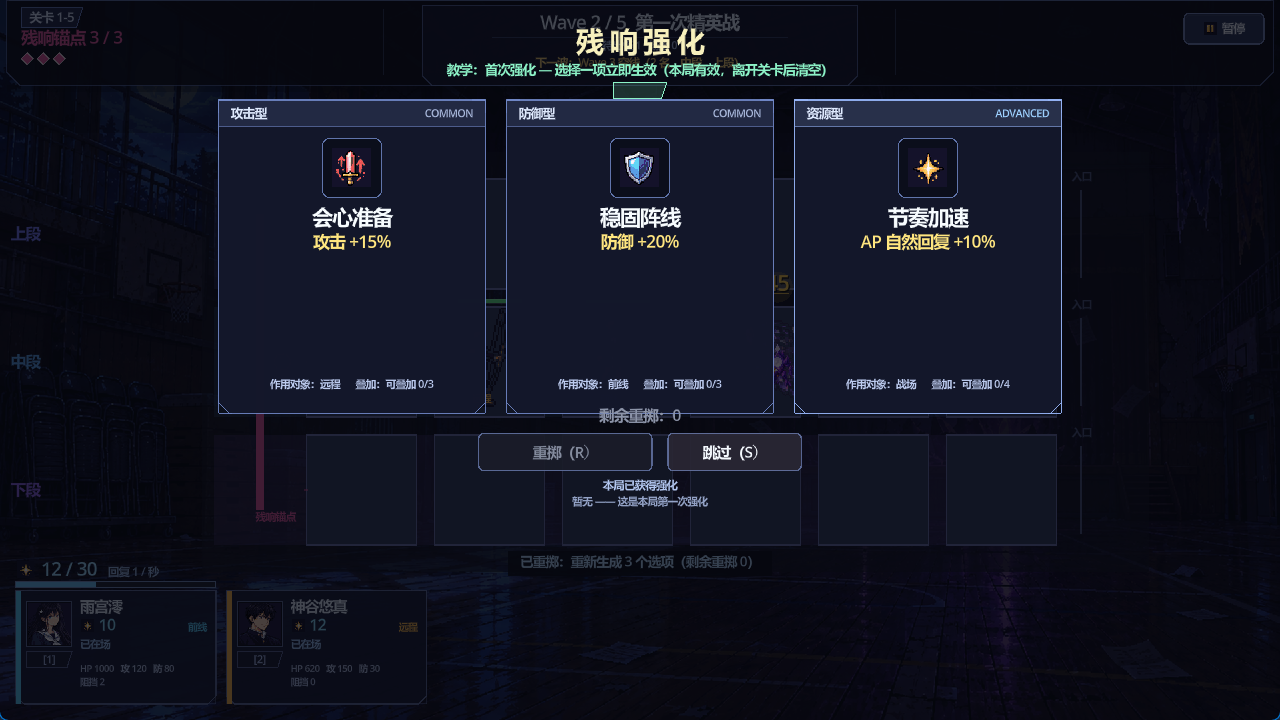 关卡 1-5
残响锚点 3 / 3
Wave 2 / 5 第一次精英战
暂停
残响强化
教学：首次强化 — 选择一项立即生效（本局有效，离开关卡后清空）
攻击型
COMMON
会心准备
攻击 +15%
作用对象：远程 叠加：可叠加 0/3
防御型
COMMON
稳固阵线
防御 +20%
作用对象：前线 叠加：可叠加 0/3
资源型
ADVANCED
节奏加速
AP 自然回复 +10%
作用对象：战场 叠加：可叠加 0/4
上段
中段
下段
入口
入口
入口
残响锚点
剩余重掷：0
重掷（R）
跳过（S）
本局已获得强化
暂无 —— 这是本局第一次强化
已重掷：重新生成 3 个选项（剩余重掷 0）
12 / 30 回复 1 / 秒
雨宫澪
10
前线
已在场
[1]
HP 1000 攻 120 防 80
阻挡 2
神谷悠真
12
远程
已在场
[2]
HP 620 攻 150 防 30
阻挡 0